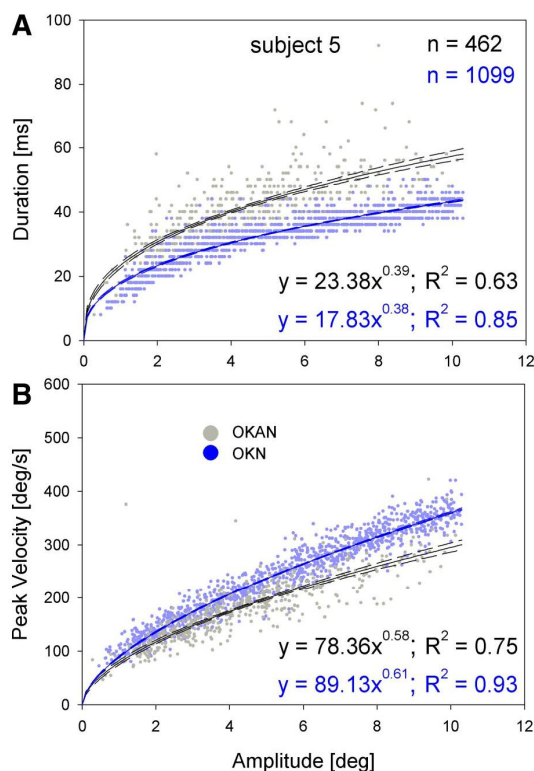 A
subject 5
n = 462
n = 1099
Duration [ms]
100
80
60
40
20
0
0 2 4 6 8 10 12
y = 23.38x^0.39; R^2 = 0.63
y = 17.83x^0.38; R^2 = 0.85
B
OKAN
OKN
Peak Velocity [deg/s]
600
500
400
300
200
100
0
y = 78.36x^0.58; R^2 = 0.75
y = 89.13x^0.61; R^2 = 0.93
0 2 4 6 8 10 12
Amplitude [deg]